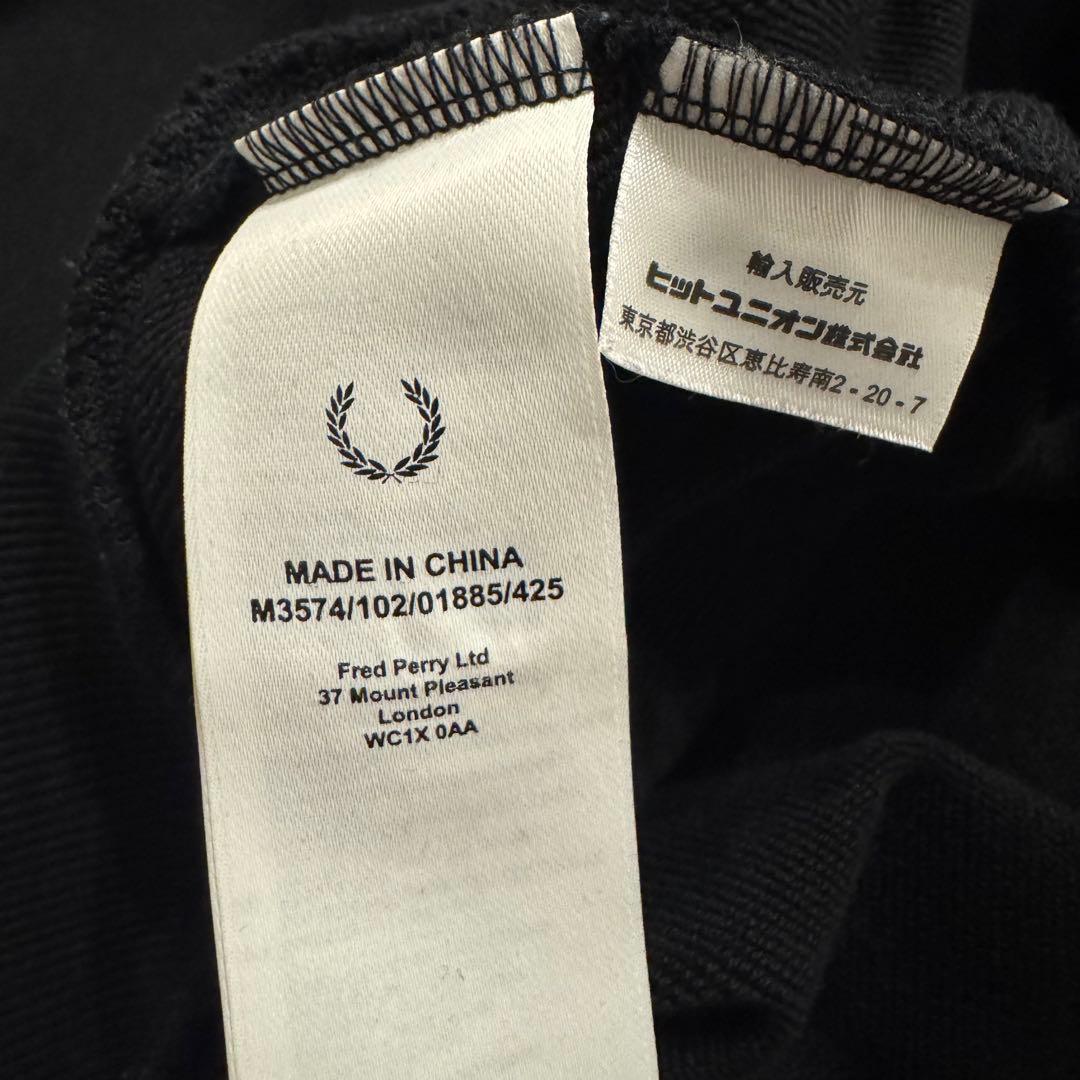 MADE IN CHINA
M3574/102/01885/425
Fred Perry Ltd
37 Mount Pleasant
London
WC1X 0AA
輸入販売元
ヒットユニオン株式会社
東京都渋谷区恵比寿南2-20-7